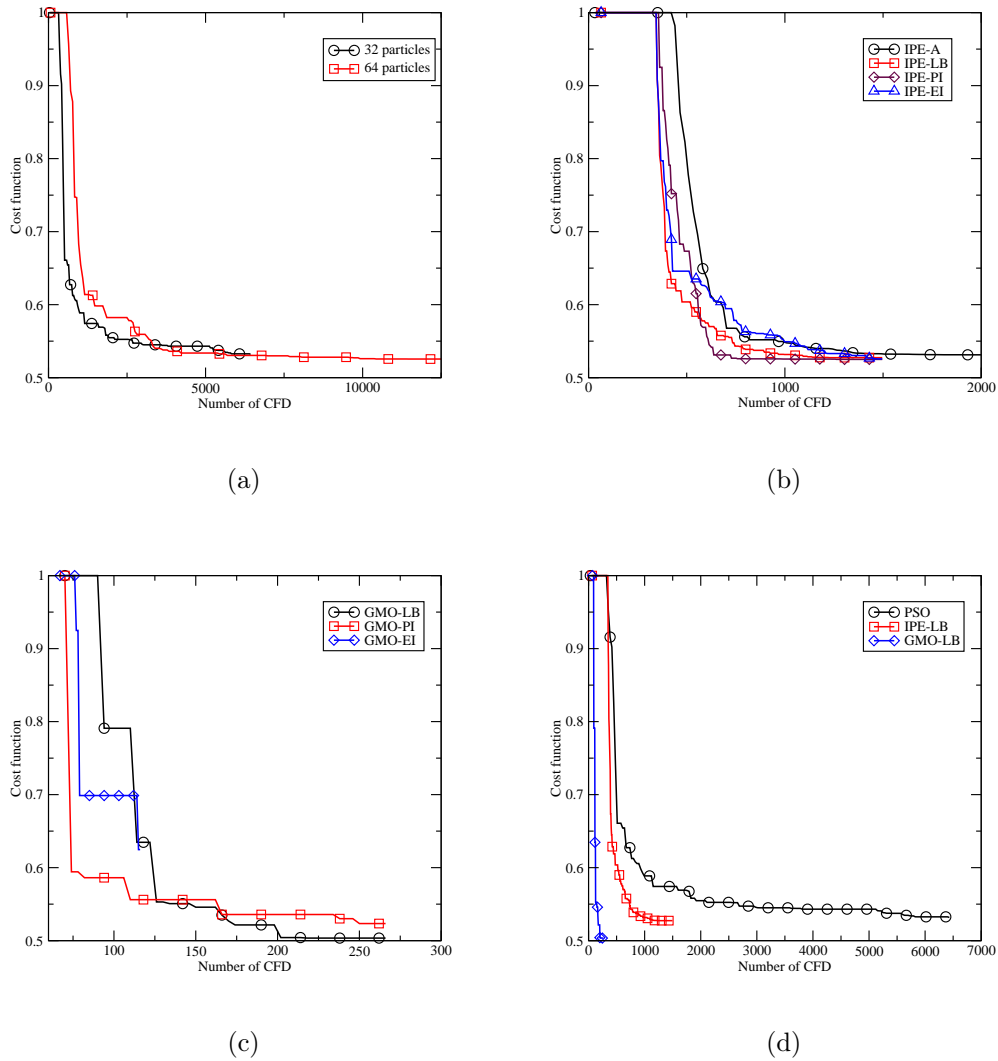 1
0.9
0.8
0.7
0.6
0.5
Cost function
0
5000
10000
Number of CFD
32 particles
64 particles
(a)
1
0.9
0.8
0.7
0.6
0.5
Cost function
0
1000
2000
Number of CFD
IPE-A
IPE-LB
IPE-PI
IPE-EI
(b)
1
0.9
0.8
0.7
0.6
0.5
Cost function
100
150
200
250
300
Number of CFD
GMO-LB
GMO-PI
GMO-EI
(c)
1
0.9
0.8
0.7
0.6
0.5
Cost function
0
1000
2000
3000
4000
5000
6000
7000
Number of CFD
PSO
IPE-LB
GMO-LB
(d)